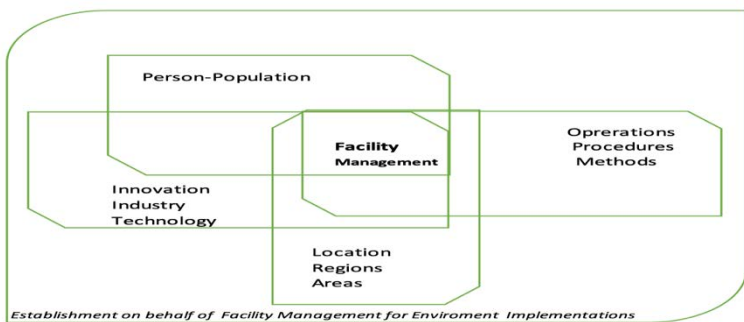 Person-Population
Facility
Management
Oprerations
Procedures
Methods
Innovation
Industry
Technology
Location
Regions
Areas
Establishment on behalf of Facility Management for Enviroment Implementations